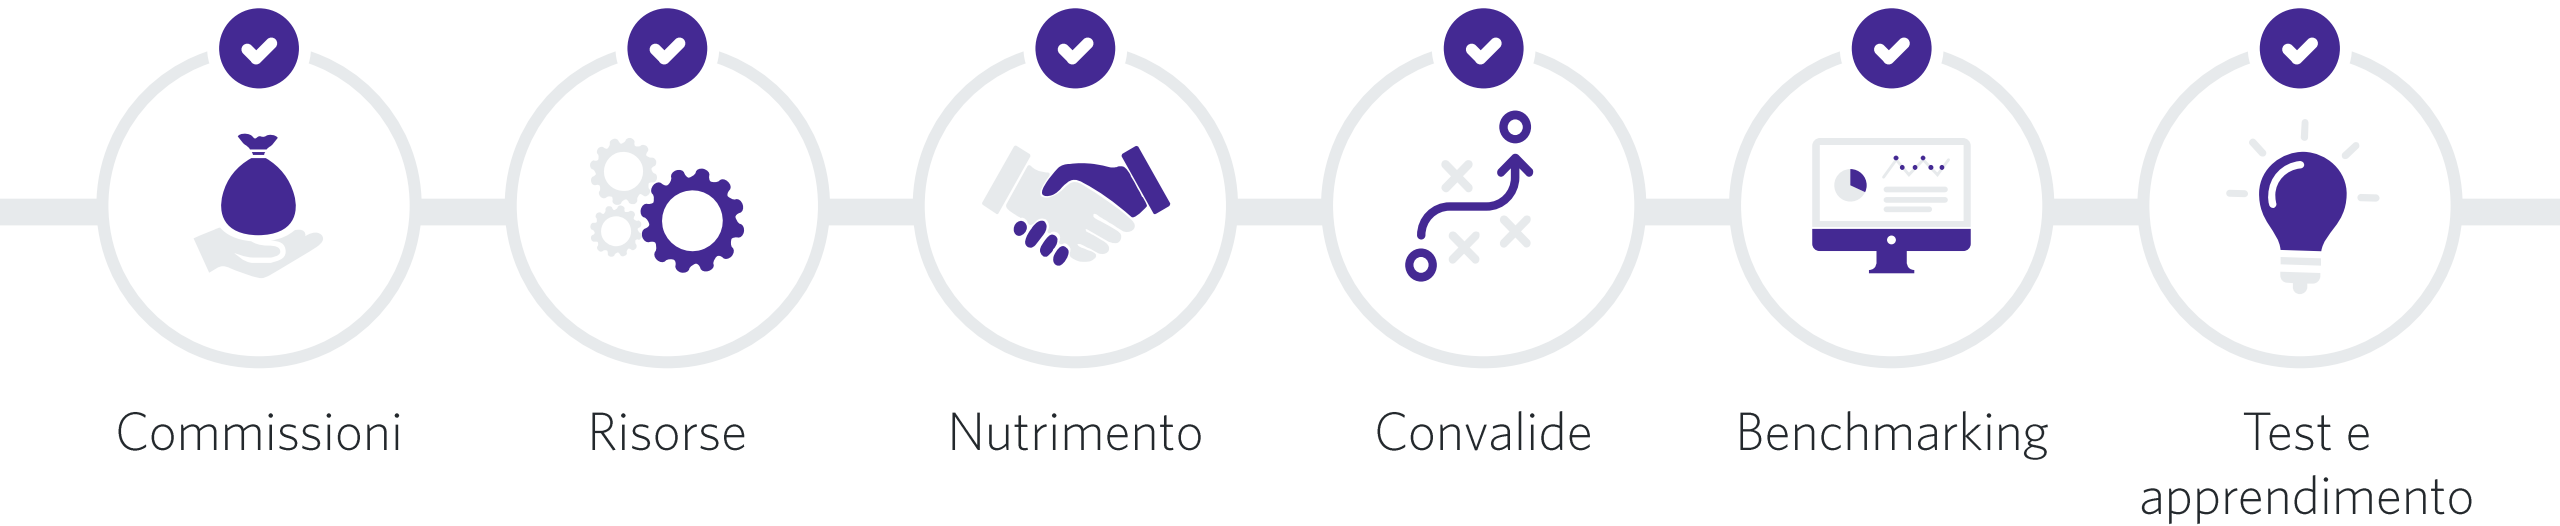 Commissioni
Risorse
Nutrimento
Convalide
Benchmarking
Test e
apprendimento